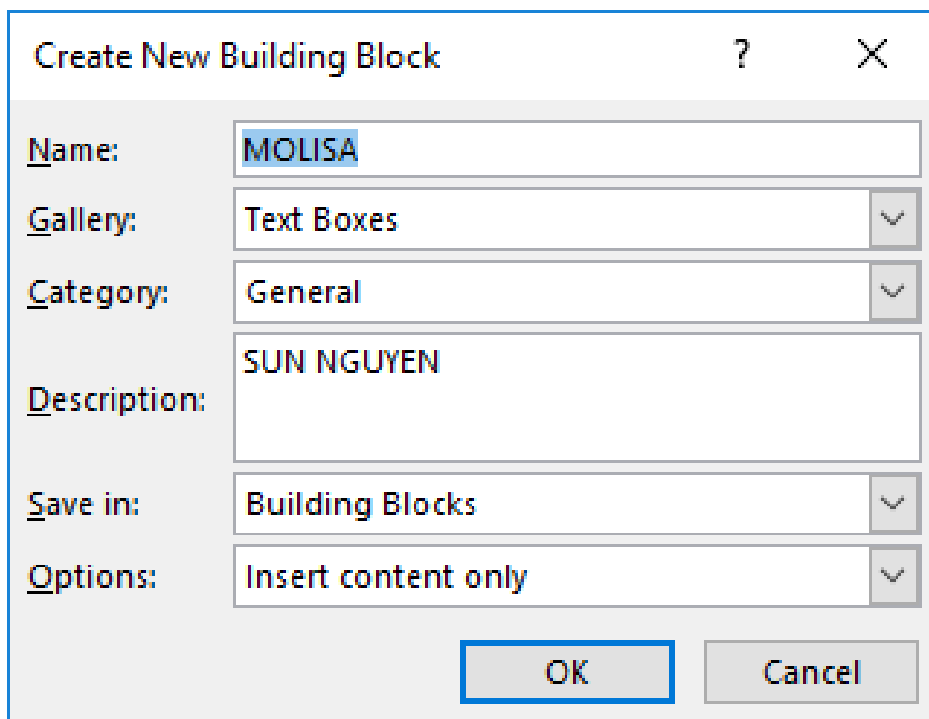 Create New Building Block ?
Name: MOLISA
Gallery: Text Boxes
Category: General
Description: SUN NGUYEN
Save in: Building Blocks
Options: Insert content only
OK Cancel